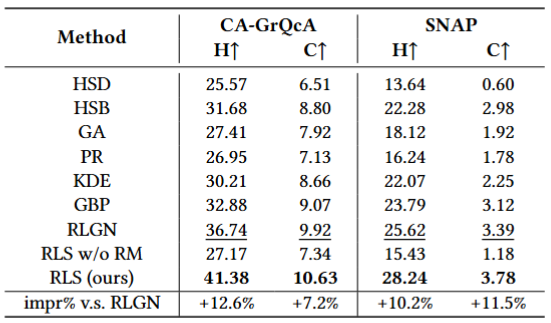 Method CA-GrQcA SNAP
H↑ C↑ H↑ C↑
HSD 25.57 6.51 13.64 0.60
HSB 31.68 8.80 22.28 2.98
GA 27.41 7.92 18.12 1.92
PR 26.95 7.13 16.24 1.78
KDE 30.21 8.66 22.07 2.25
GBP 32.88 9.07 23.79 3.12
RLGN 36.74 9.92 25.62 3.39
RLS w/o RM 27.17 7.34 15.43 1.18
RLS (ours) 41.38 10.63 28.24 3.78
impr% v.s. RLGN +12.6% +7.2% +10.2% +11.5%